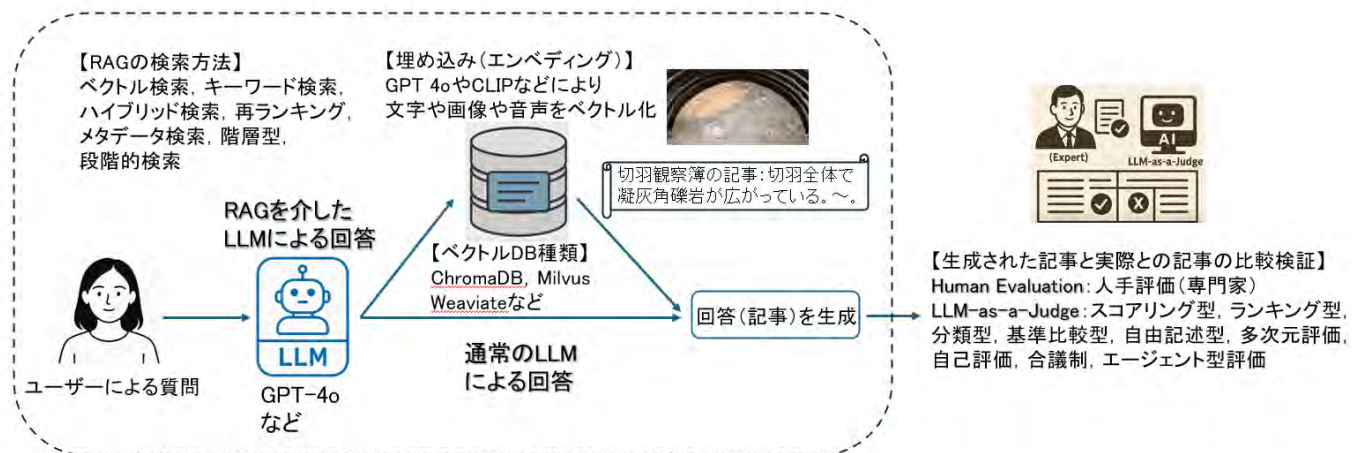 【RAGの検索方法】
ベクトル検索，キーワード検索，
ハイブリッド検索，再ランキング，
メタデータ検索，階層型，
段階的検索
【埋め込み（エンベディング）】
GPT 4oやCLIPなどにより
文字や画像や音声をベクトル化
切羽観察簿の記事：切羽全体で
凝灰角礫岩が広がっている。～。
RAGを介した
LLMによる回答
【ベクトルDB種類】
ChromaDB, Milvus
Weaviateなど
LLM
GPT-4o
など
ユーザーによる質問
通常のLLM
による回答
回答（記事）を生成
(Expert)
AI
LLM-as-a-Judge
【生成された記事と実際との記事の比較検証】
Human Evaluation：人手評価（専門家）
LLM-as-a-Judge：スコアリング型，ランキング型，
分類型，基準比較型，自由記述型，多次元評価，
自己評価，合議制，エージェント型評価